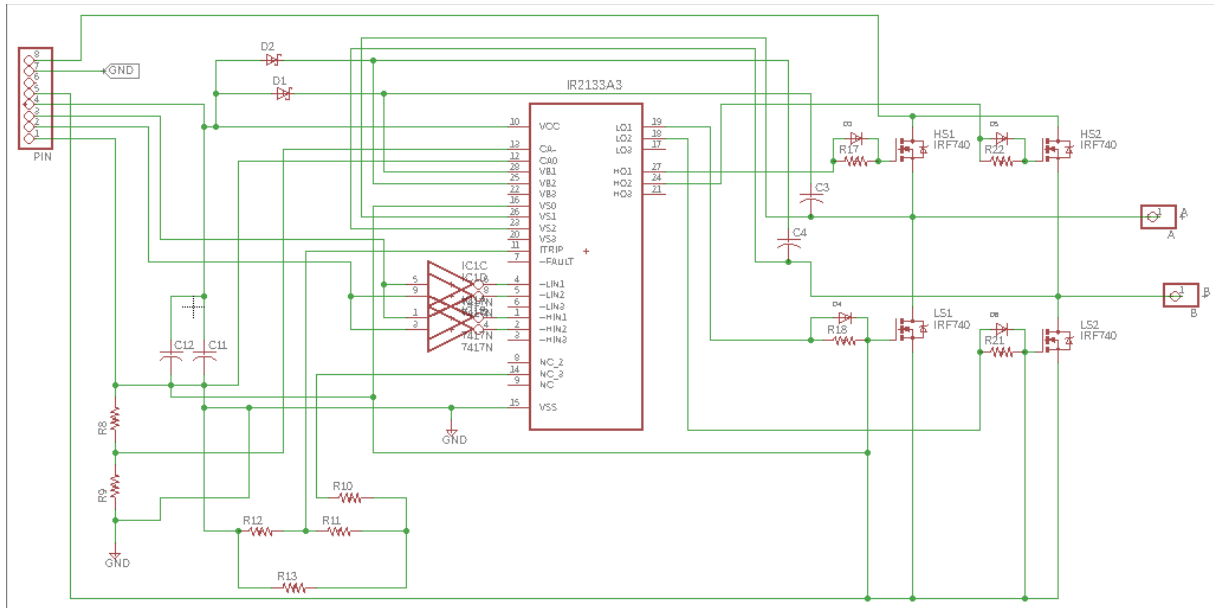 8
7
6
5
4
3
2
1
PIN
GND
D2
D1
IR2133A3
10 VCC
13 CA-
12 CA0
28 VB1
25 VB2
22 VB3
16 VS0
26 VS1
23 VS2
20 VS3
11 ITRIP
7 -FAULT
4 -LIN1
5 -LIN2
6 -LIN3
1 -HIN1
2 -HIN2
3 -HIN3
8 NC_2
14 NC_3
9 NC
15 VSS
LO1 19
LO2 18
LO3 17
HO1 27
HO2 24
HO3 21
IC1C
IC1D
5
9
1
3
7417N
7417N
GND
R17
HS1
IRF740
R22
HS2
IRF740
C3
C4
1
A
A
1
B
B
R18
LS1
IRF740
R21
LS2
IRF740
C12
C11
R8
R9
GND
R10
R12
R11
R13